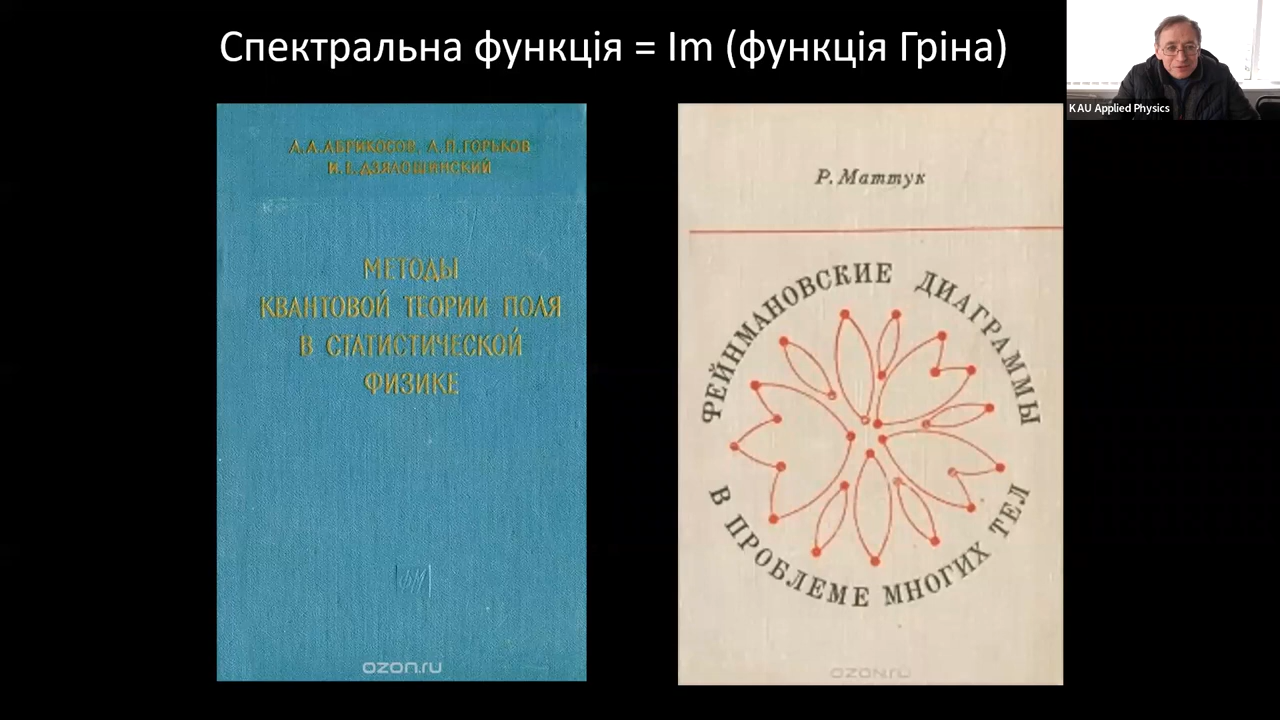 Спектральна функція = Im (функція Гріна)
KAU Applied Physics
А.А.АБРИКОСОВ, Л.П.ГОРЬКОВ
И.Е.ДЗЯЛОШИНСКИЙ
МЕТОДЫ
КВАНТОВОЙ ТЕОРИИ ПОЛЯ
В СТАТИСТИЧЕСКОЙ
ФИЗИКЕ
ФМ
ozon.ru
Р. Маттук
ФЕЙНМАНОВСКИЕ ДИАГРАММЫ
В ПРОБЛЕМЕ МНОГИХ ТЕЛ
ozon.ru